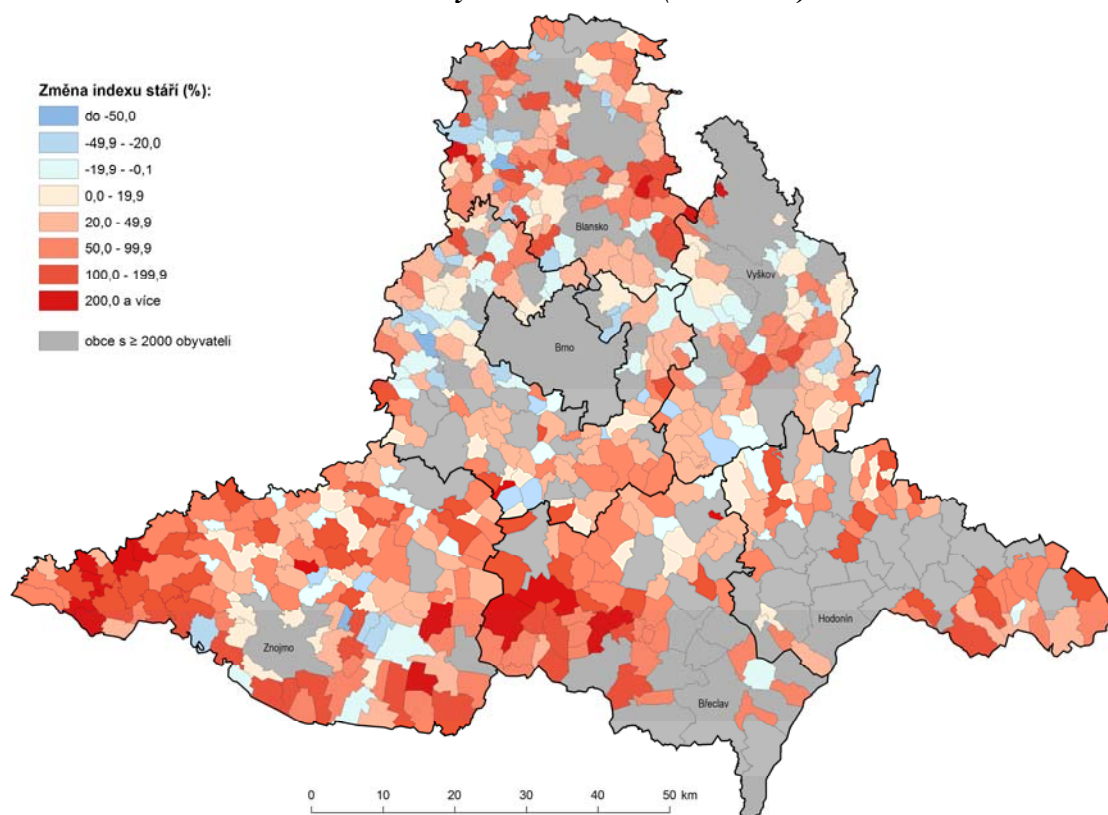 Změna indexu stáří (%):
do -50,0
-49,9 - -20,0
-19,9 - -0,1
0,0 - 19,9
20,0 - 49,9
50,0 - 99,9
100,0 - 199,9
200,0 a více
obce s ≥ 2000 obyvateli
Blansko
Vyškov
Brno
Hodonín
Znojmo
Břeclav
0 10 20 30 40 50 km